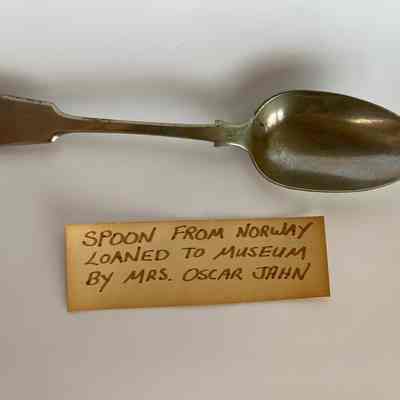 SPOON FROM NORWAY
LOANED TO MUSEUM
BY MRS. OSCAR JAHN